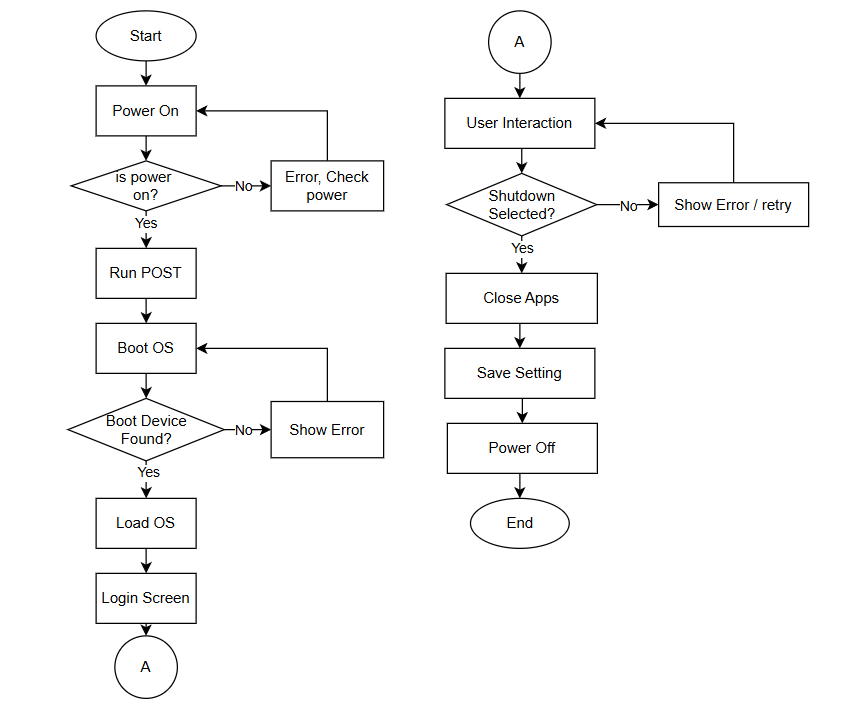 Start
Power On
is power
on?
No
Error, Check
power
Yes
Run POST
Boot OS
Boot Device
Found?
No
Show Error
Yes
Load OS
Login Screen
A
A
User Interaction
Shutdown
Selected?
No
Show Error / retry
Yes
Close Apps
Save Setting
Power Off
End